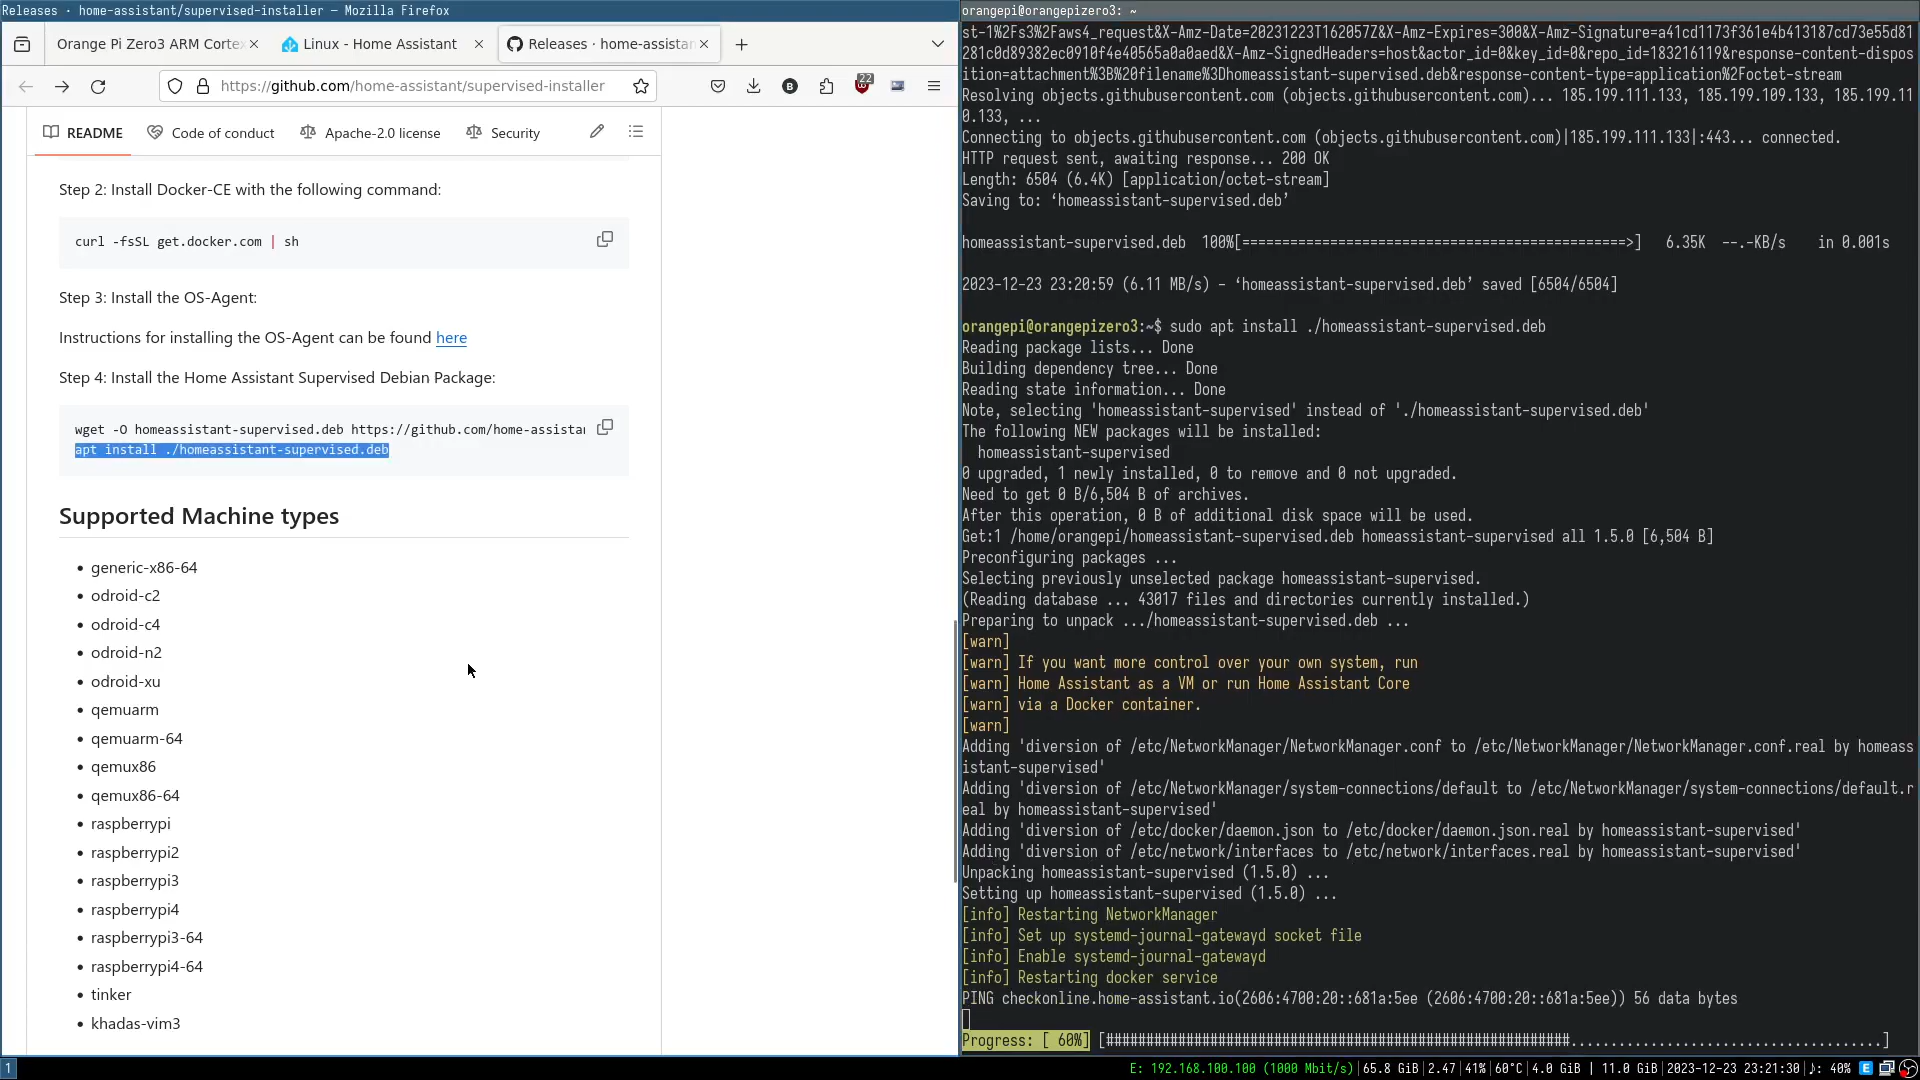 Releases · home-assistant/supervised-installer — Mozilla Firefox
Orange Pi Zero3 ARM Cortex
Linux - Home Assistant
Releases · home-assistan
https://github.com/home-assistant/supervised-installer
22
README
Code of conduct
Apache-2.0 license
Security
Step 2: Install Docker-CE with the following command:
curl -fsSL get.docker.com | sh
Step 3: Install the OS-Agent:
Instructions for installing the OS-Agent can be found here
Step 4: Install the Home Assistant Supervised Debian Package:
wget -O homeassistant-supervised.deb https://github.com/home-assistan
apt install ./homeassistant-supervised.deb
Supported Machine types
generic-x86-64
odroid-c2
odroid-c4
odroid-n2
odroid-xu
qemuarm
qemuarm-64
qemux86
qemux86-64
raspberrypi
raspberrypi2
raspberrypi3
raspberrypi4
raspberrypi3-64
raspberrypi4-64
tinker
khadas-vim3
orangepi@orangepizero3: ~
st-1%2Fs3%2Faws4_request&X-Amz-Date=20231223T162057Z&X-Amz-Expires=300&X-Amz-Signature=a41cd1173f361e4b413187cd73e55d81
281c0d89382ec0910f4e40565a0a0aed&X-Amz-SignedHeaders=host&actor_id=0&key_id=0&repo_id=183216119&response-content-dispos
ition=attachment%3B%20filename%3Dhomeassistant-supervised.deb&response-content-type=application%2Foctet-stream
Resolving objects.githubusercontent.com (objects.githubusercontent.com)... 185.199.111.133, 185.199.109.133, 185.199.11
0.133, ...
Connecting to objects.githubusercontent.com (objects.githubusercontent.com)|185.199.111.133|:443... connected.
HTTP request sent, awaiting response... 200 OK
Length: 6504 (6.4K) [application/octet-stream]
Saving to: ‘homeassistant-supervised.deb’
homeassistant-supervised.deb 100%[================================================>] 6.35K --.-KB/s in 0.001s
2023-12-23 23:20:59 (6.11 MB/s) - ‘homeassistant-supervised.deb’ saved [6504/6504]
orangepi@orangepizero3:~$ sudo apt install ./homeassistant-supervised.deb
Reading package lists... Done
Building dependency tree... Done
Reading state information... Done
Note, selecting 'homeassistant-supervised' instead of './homeassistant-supervised.deb'
The following NEW packages will be installed:
homeassistant-supervised
0 upgraded, 1 newly installed, 0 to remove and 0 not upgraded.
Need to get 0 B/6,504 B of archives.
After this operation, 0 B of additional disk space will be used.
Get:1 /home/orangepi/homeassistant-supervised.deb homeassistant-supervised all 1.5.0 [6,504 B]
Preconfiguring packages ...
Selecting previously unselected package homeassistant-supervised.
(Reading database ... 43017 files and directories currently installed.)
Preparing to unpack .../homeassistant-supervised.deb ...
[warn]
[warn] If you want more control over your own system, run
[warn] Home Assistant as a VM or run Home Assistant Core
[warn] via a Docker container.
[warn]
Adding 'diversion of /etc/NetworkManager/NetworkManager.conf to /etc/NetworkManager/NetworkManager.conf.real by homeass
istant-supervised'
Adding 'diversion of /etc/NetworkManager/system-connections/default to /etc/NetworkManager/system-connections/default.r
eal by homeassistant-supervised'
Adding 'diversion of /etc/docker/daemon.json to /etc/docker/daemon.json.real by homeassistant-supervised'
Adding 'diversion of /etc/network/interfaces to /etc/network/interfaces.real by homeassistant-supervised'
Unpacking homeassistant-supervised (1.5.0) ...
Setting up homeassistant-supervised (1.5.0) ...
[info] Restarting NetworkManager
[info] Set up systemd-journal-gatewayd socket file
[info] Enable systemd-journal-gatewayd
[info] Restarting docker service
PING checkonline.home-assistant.io(2606:4700:20::681a:5ee (2606:4700:20::681a:5ee)) 56 data bytes
Progress: [ 60%] [##########################################################.......................................]
1
E: 192.168.100.100 (1000 Mbit/s)|65.8 GiB|2.47|41%|60°C|4.0 GiB | 11.0 GiB|2023-12-23 23:21:30|♪: 40%